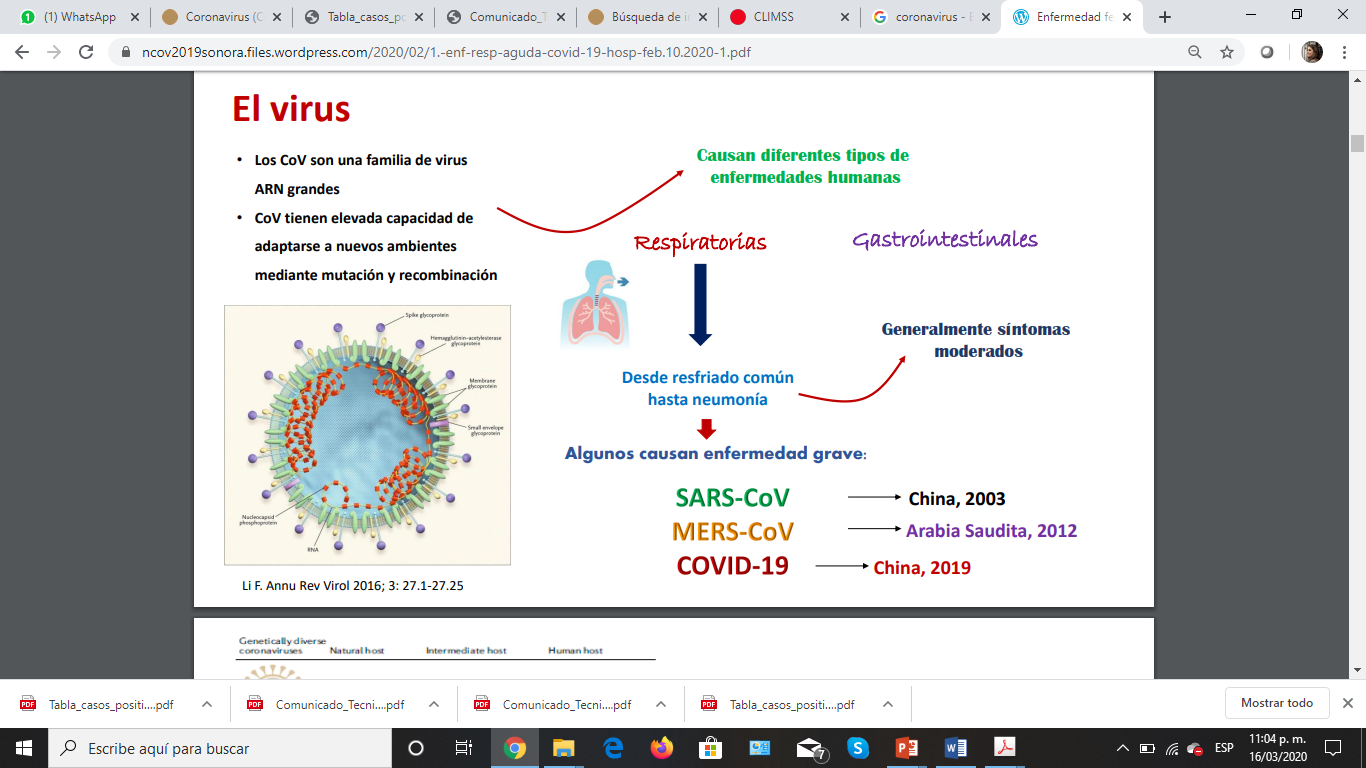 (1) WhatsApp
Coronavirus (C
Tabla_casos_po
Comunicado_T
Búsqueda de i
CLIMSS
coronavirus - B
Enfermedad fe
ncov2019sonora.files.wordpress.com/2020/02/1.-enf-resp-aguda-covid-19-hosp-feb.10.2020-1.pdf
El virus
• Los CoV son una familia de virus
ARN grandes
• CoV tienen elevada capacidad de
adaptarse a nuevos ambientes
mediante mutación y recombinación
Causan diferentes tipos de
enfermedades humanas
Respiratorias
Gastrointestinales
Generalmente síntomas
moderados
Desde resfriado común
hasta neumonía
Algunos causan enfermedad grave:
SARS-CoV
China, 2003
MERS-CoV
Arabia Saudita, 2012
COVID-19
China, 2019
Spike glycoprotein
Hemagglutinin-acetylesterase
glycoprotein
Membrane
glycoprotein
Small envelope
glycoprotein
Nucleocapsid
phosphoprotein
RNA
Li F. Annu Rev Virol 2016; 3: 27.1-27.25
Genetically diverse
coronaviruses
Natural host
Intermediate host
Human host
Tabla_casos_positi....pdf
Comunicado_Tecni....pdf
Comunicado_Tecni....pdf
Tabla_casos_positi....pdf
Mostrar todo
Escribe aquí para buscar
7
ESP
11:04 p. m.
16/03/2020